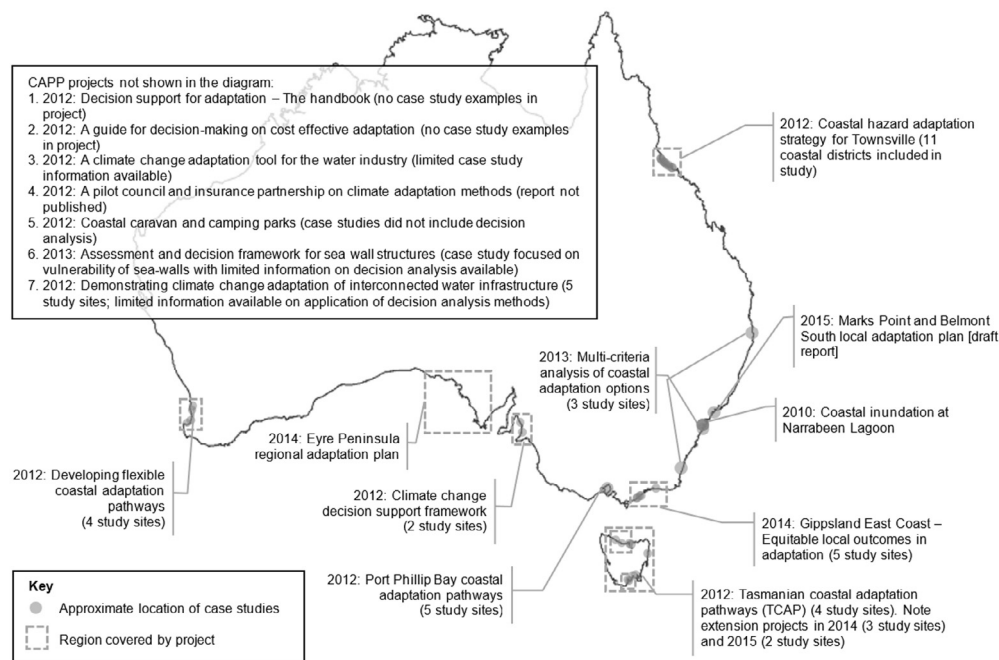 CAPP projects not shown in the diagram:
1. 2012: Decision support for adaptation – The handbook (no case study examples in
project)
2. 2012: A guide for decision-making on cost effective adaptation (no case study examples
in project)
3. 2012: A climate change adaptation tool for the water industry (limited case study
information available)
4. 2012: A pilot council and insurance partnership on climate adaptation methods (report not
published)
5. 2012: Coastal caravan and camping parks (case studies did not include decision
analysis)
6. 2013: Assessment and decision framework for sea wall structures (case study focused on
vulnerability of sea-walls with limited information on decision analysis available)
7. 2012: Demonstrating climate change adaptation of interconnected water infrastructure (5
study sites; limited information available on application of decision analysis methods)
2012: Coastal hazard adaptation
strategy for Townsville (11
coastal districts included in
study)
2015: Marks Point and Belmont
South local adaptation plan [draft
report]
2013: Multi-criteria
analysis of coastal
adaptation options
(3 study sites)
2010: Coastal inundation at
Narrabeen Lagoon
2014: Eyre Peninsula
regional adaptation plan
2012: Developing flexible
coastal adaptation
pathways
(4 study sites)
2012: Climate change
decision support framework
(2 study sites)
2014: Gippsland East Coast –
Equitable local outcomes in
adaptation (5 study sites)
2012: Port Phillip Bay coastal
adaptation pathways
(5 study sites)
2012: Tasmanian coastal adaptation
pathways (TCAP) (4 study sites). Note
extension projects in 2014 (3 study sites)
and 2015 (2 study sites)
Key
Approximate location of case studies
Region covered by project